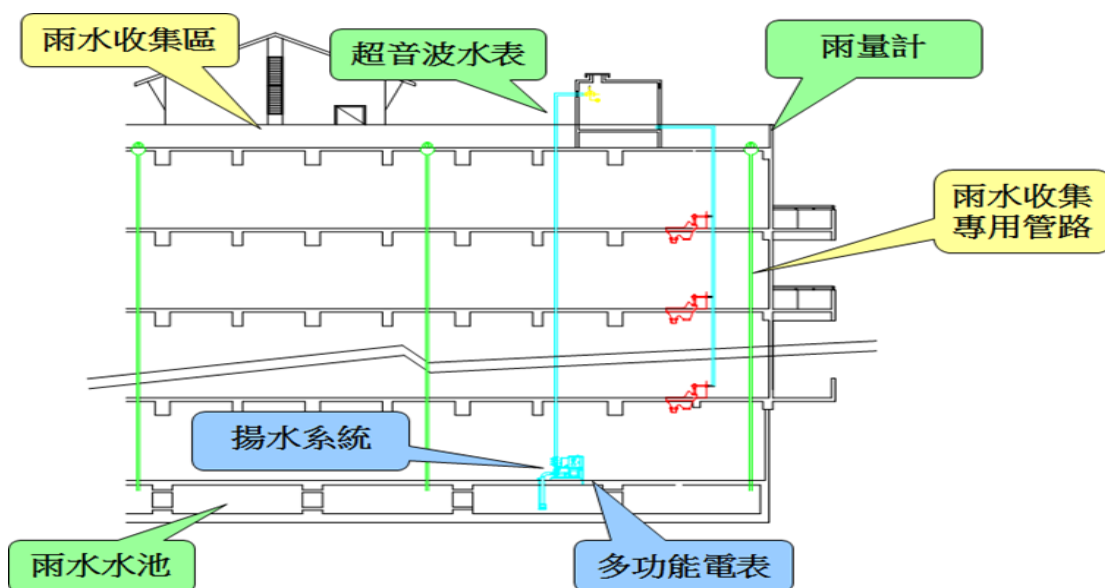 雨水收集區
超音波水表
雨量計
雨水收集
專用管路
揚水系統
雨水水池
多功能電表